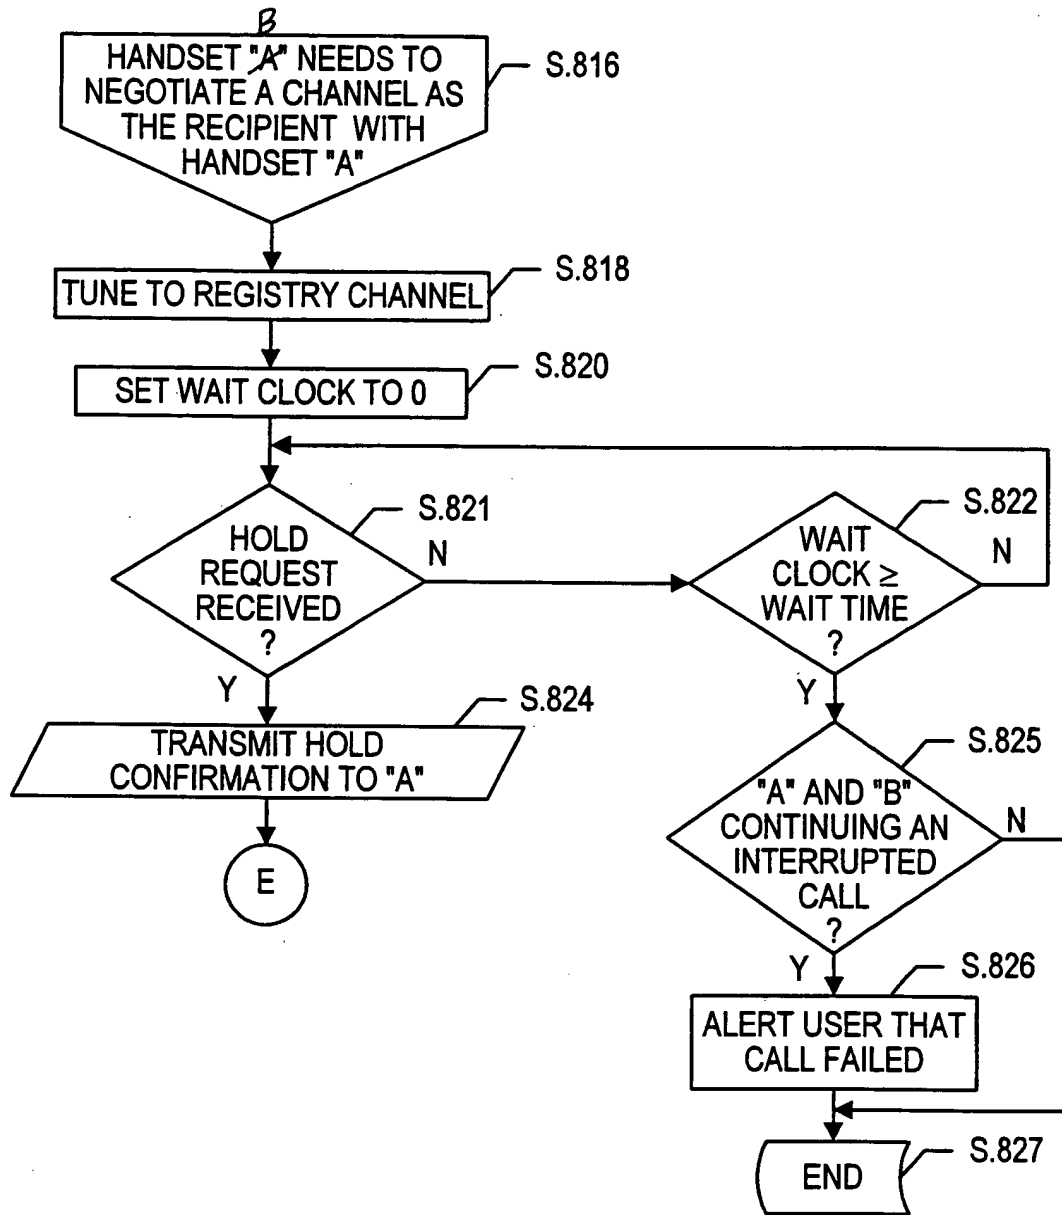 B
HANDSET "A" NEEDS TO
NEGOTIATE A CHANNEL AS
THE RECIPIENT WITH
HANDSET "A"
S.816
TUNE TO REGISTRY CHANNEL
S.818
SET WAIT CLOCK TO 0
S.820
HOLD
REQUEST
RECEIVED
?
S.821
N
Y
WAIT
CLOCK ≥
WAIT TIME
?
S.822
N
Y
TRANSMIT HOLD
CONFIRMATION TO "A"
S.824
E
"A" AND "B"
CONTINUING AN
INTERRUPTED
CALL
?
S.825
N
Y
ALERT USER THAT
CALL FAILED
S.826
END
S.827